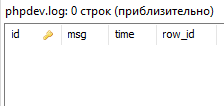 phpdev.log: 0 строк (приблизительно)
id msg time row_id